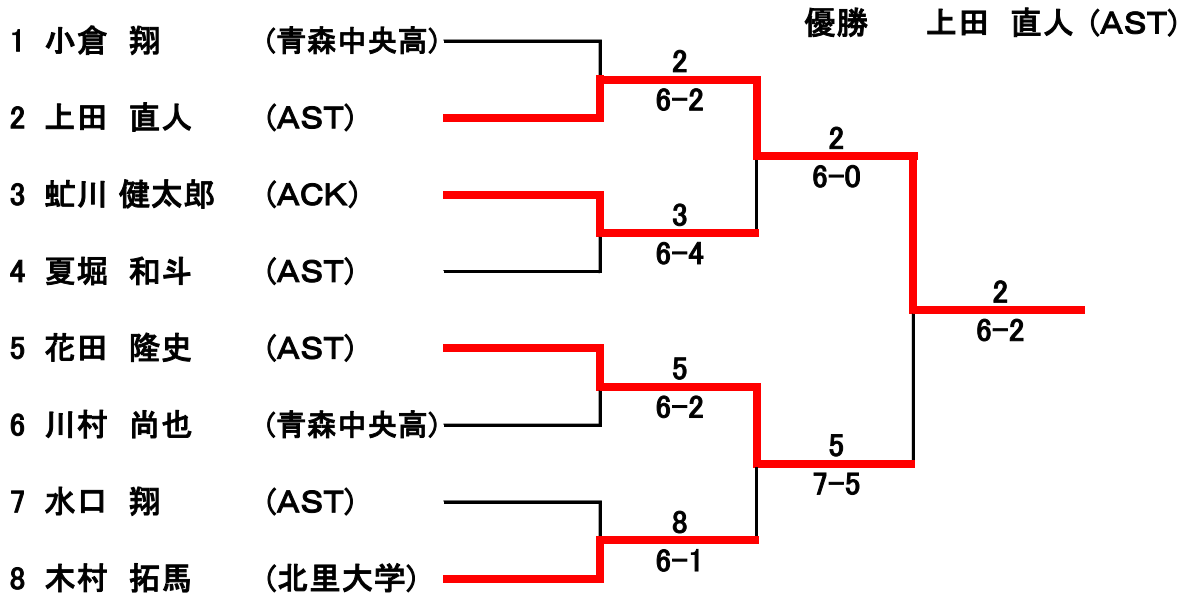 優勝　上田　直人（AST）
1 小倉　翔　（青森中央高）
2
6-2
2 上田　直人　（AST）
2
6-0
3 虻川 健太郎　（ACK）
3
6-4
4 夏堀　和斗　（AST）
2
6-2
5 花田　隆史　（AST）
5
6-2
6 川村　尚也　（青森中央高）
5
7-5
7 水口　翔　（AST）
8
6-1
8 木村　拓馬　（北里大学）